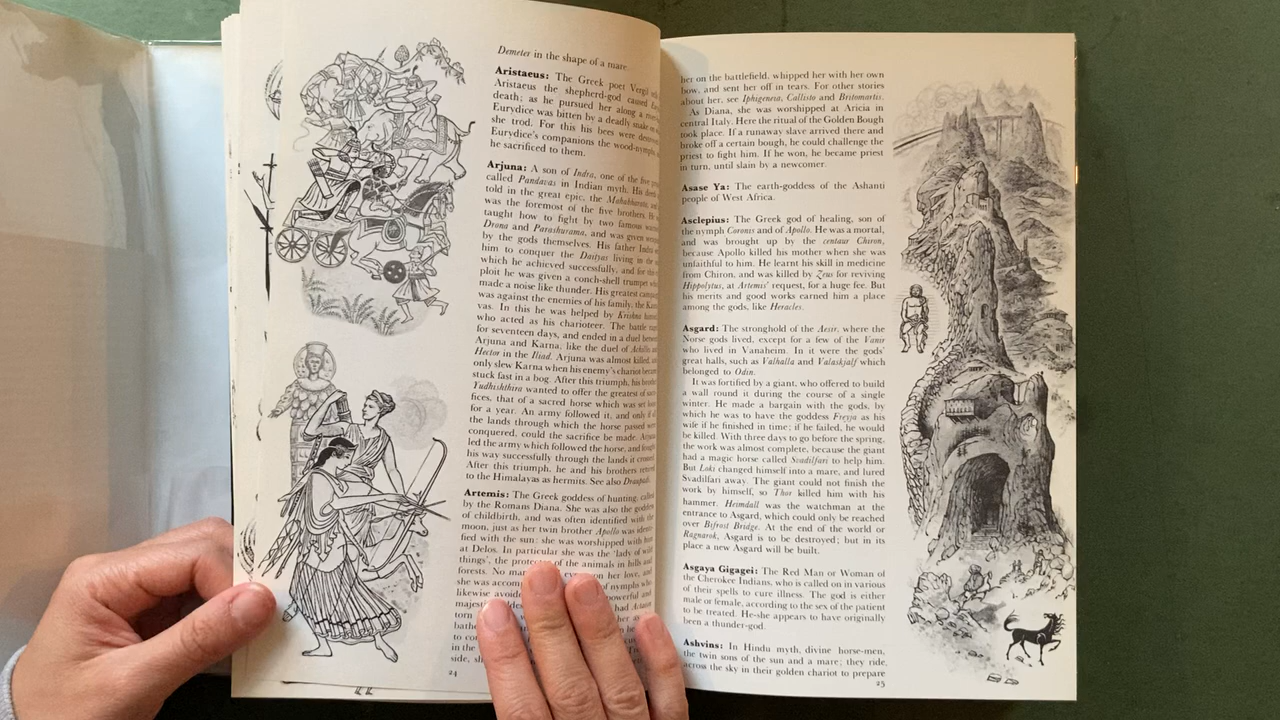 Demeter in the shape of a mare.
Aristaeus: The Greek poet Vergil
Aristaeus the shepherd-god caused
death; as he pursued her along a
Eurydice was bitten by a deadly snake on
she trod. For this his bees were
Eurydice's companions the wood-nymphs,
he sacrificed to them.
Arjuna: A son of Indra, one of the five
called Pandavas in Indian myth. His
told in the great epic, the Mahabharata, and
was the foremost of the five brothers. He
taught how to fight by two famous
Drona and Parashurama, and was given
by the gods themselves. His father Indra
him to conquer the Daityas living in the
which he achieved successfully, and for this
ploit he was given a conch-shell trumpet
made a noise like thunder. His greatest
was against the enemies of his family, the
vas. In this he was helped by Krishna
who acted as his charioteer. The battle
for seventeen days, and ended in a duel
Arjuna and Karna, like the duel of Achilles and
Hector in the Iliad. Arjuna was almost killed,
only slew Karna when his enemy's chariot
stuck fast in a bog. After this triumph, his
Yudhishthira wanted to offer the greatest of
fices, that of a sacred horse which was set
for a year. An army followed it, and only if
the lands through which the horse passed
conquered, could the sacrifice be made. Arjuna
led the army which followed the horse, and
his way successfully through the lands it
After this triumph, he and his brothers
to the Himalayas as hermits. See also Draupadi.
Artemis: The Greek goddess of hunting, called
by the Romans Diana. She was also the goddess
of childbirth, and was often identified with the
moon, just as her twin brother Apollo was
fied with the sun: she was worshipped with
at Delos. In particular she was the 'lady of wild
things', the of the animals in hills and
forests. No on her love, and
she was of nymphs who
likewise powerful and
had
torn
bathe
to
in the
side,
24
her on the battlefield, whipped her with her own
bow, and sent her off in tears. For other stories
about her, see Iphigeneia, Callisto and Britomartis.
As Diana, she was worshipped at Aricia in
central Italy. Here the ritual of the Golden Bough
took place. If a runaway slave arrived there and
broke off a certain bough, he could challenge the
priest to fight him. If he won, he became priest
in turn, until slain by a newcomer.
Asase Ya: The earth-goddess of the Ashanti
people of West Africa.
Asclepius: The Greek god of healing, son of
the nymph Coronis and of Apollo. He was a mortal,
and was brought up by the centaur Chiron,
because Apollo killed his mother when she was
unfaithful to him. He learnt his skill in medicine
from Chiron, and was killed by Zeus for reviving
Hippolytus, at Artemis' request, for a huge fee. But
his merits and good works earned him a place
among the gods, like Heracles.
Asgard: The stronghold of the Aesir, where the
Norse gods lived, except for a few of the Vanir
who lived in Vanaheim. In it were the gods'
great halls, such as Valhalla and Valaskjalf which
belonged to Odin.
It was fortified by a giant, who offered to build
a wall round it during the course of a single
winter. He made a bargain with the gods, by
which he was to have the goddess Freyja as his
wife if he finished in time; if he failed, he would
be killed. With three days to go before the spring,
the work was almost complete, because the giant
had a magic horse called Svadilfari to help him.
But Loki changed himself into a mare, and lured
Svadilfari away. The giant could not finish the
work by himself, so Thor killed him with his
hammer. Heimdall was the watchman at the
entrance to Asgard, which could only be reached
over Bifrost Bridge. At the end of the world or
Ragnarok, Asgard is to be destroyed; but in its
place a new Asgard will be built.
Asgaya Gigagei: The Red Man or Woman of
the Cherokee Indians, who is called on in various
of their spells to cure illness. The god is either
male or female, according to the sex of the patient
to be treated. He-she appears to have originally
been a thunder-god.
Ashvins: In Hindu myth, divine horse-men,
the twin sons of the sun and a mare; they ride
across the sky in their golden chariot to prepare